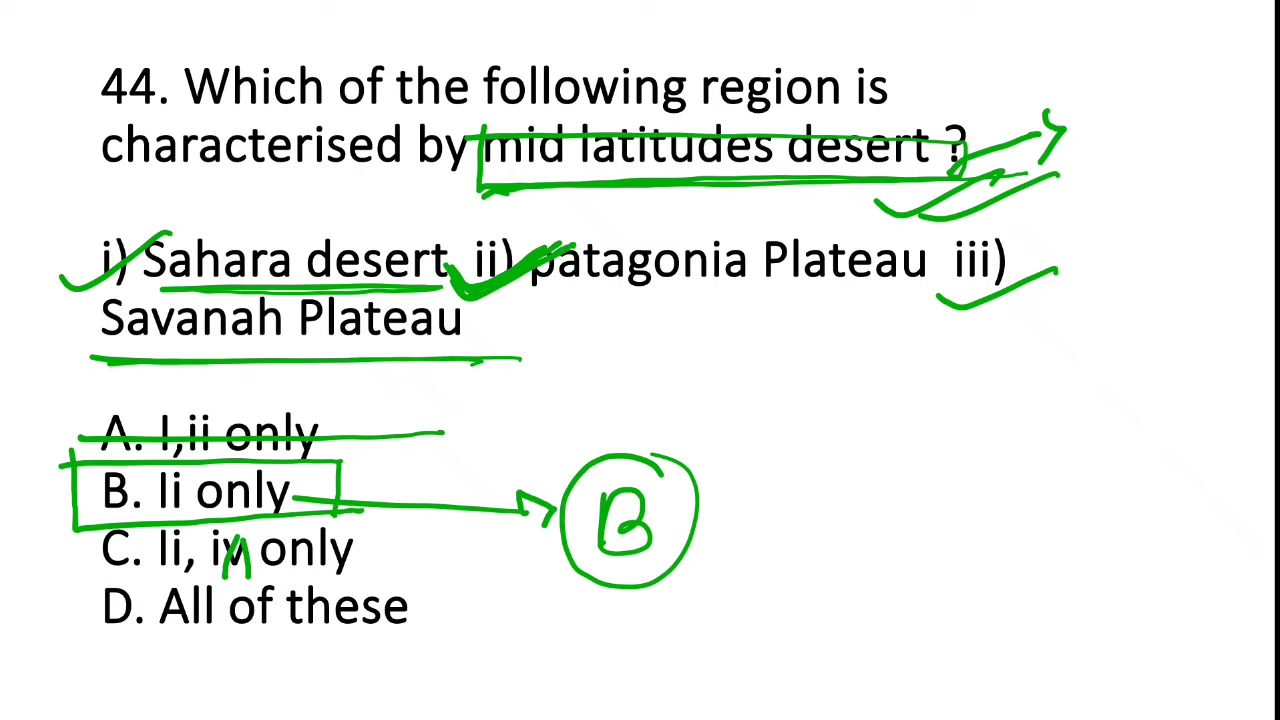 44. Which of the following region is
characterised by mid latitudes desert ?
i) Sahara desert ii) patagonia Plateau iii)
Savanah Plateau
A. I,ii only
B. Ii only
B
C. Ii, iv only
D. All of these